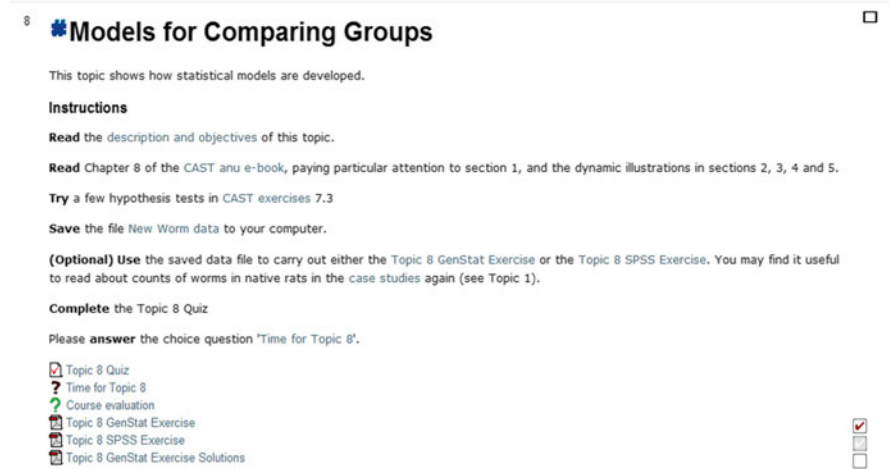 8
#Models for Comparing Groups
This topic shows how statistical models are developed.
Instructions
Read the description and objectives of this topic.
Read Chapter 8 of the CAST anu e-book, paying particular attention to section 1, and the dynamic illustrations in sections 2, 3, 4 and 5.
Try a few hypothesis tests in CAST exercises 7.3
Save the file New Worm data to your computer.
(Optional) Use the saved data file to carry out either the Topic 8 GenStat Exercise or the Topic 8 SPSS Exercise. You may find it useful
to read about counts of worms in native rats in the case studies again (see Topic 1).
Complete the Topic 8 Quiz
Please answer the choice question 'Time for Topic 8'.
Topic 8 Quiz
? Time for Topic 8
? Course evaluation
Topic 8 GenStat Exercise
Topic 8 SPSS Exercise
Topic 8 GenStat Exercise Solutions